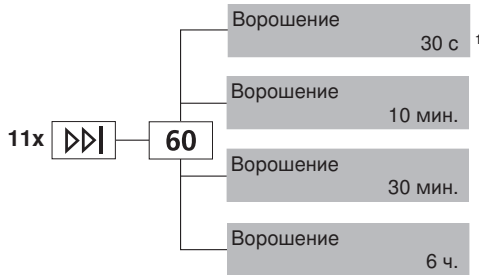 Ворошение
30 с 1
Ворошение
10 мин.
11x
60
Ворошение
30 мин.
Ворошение
6 ч.